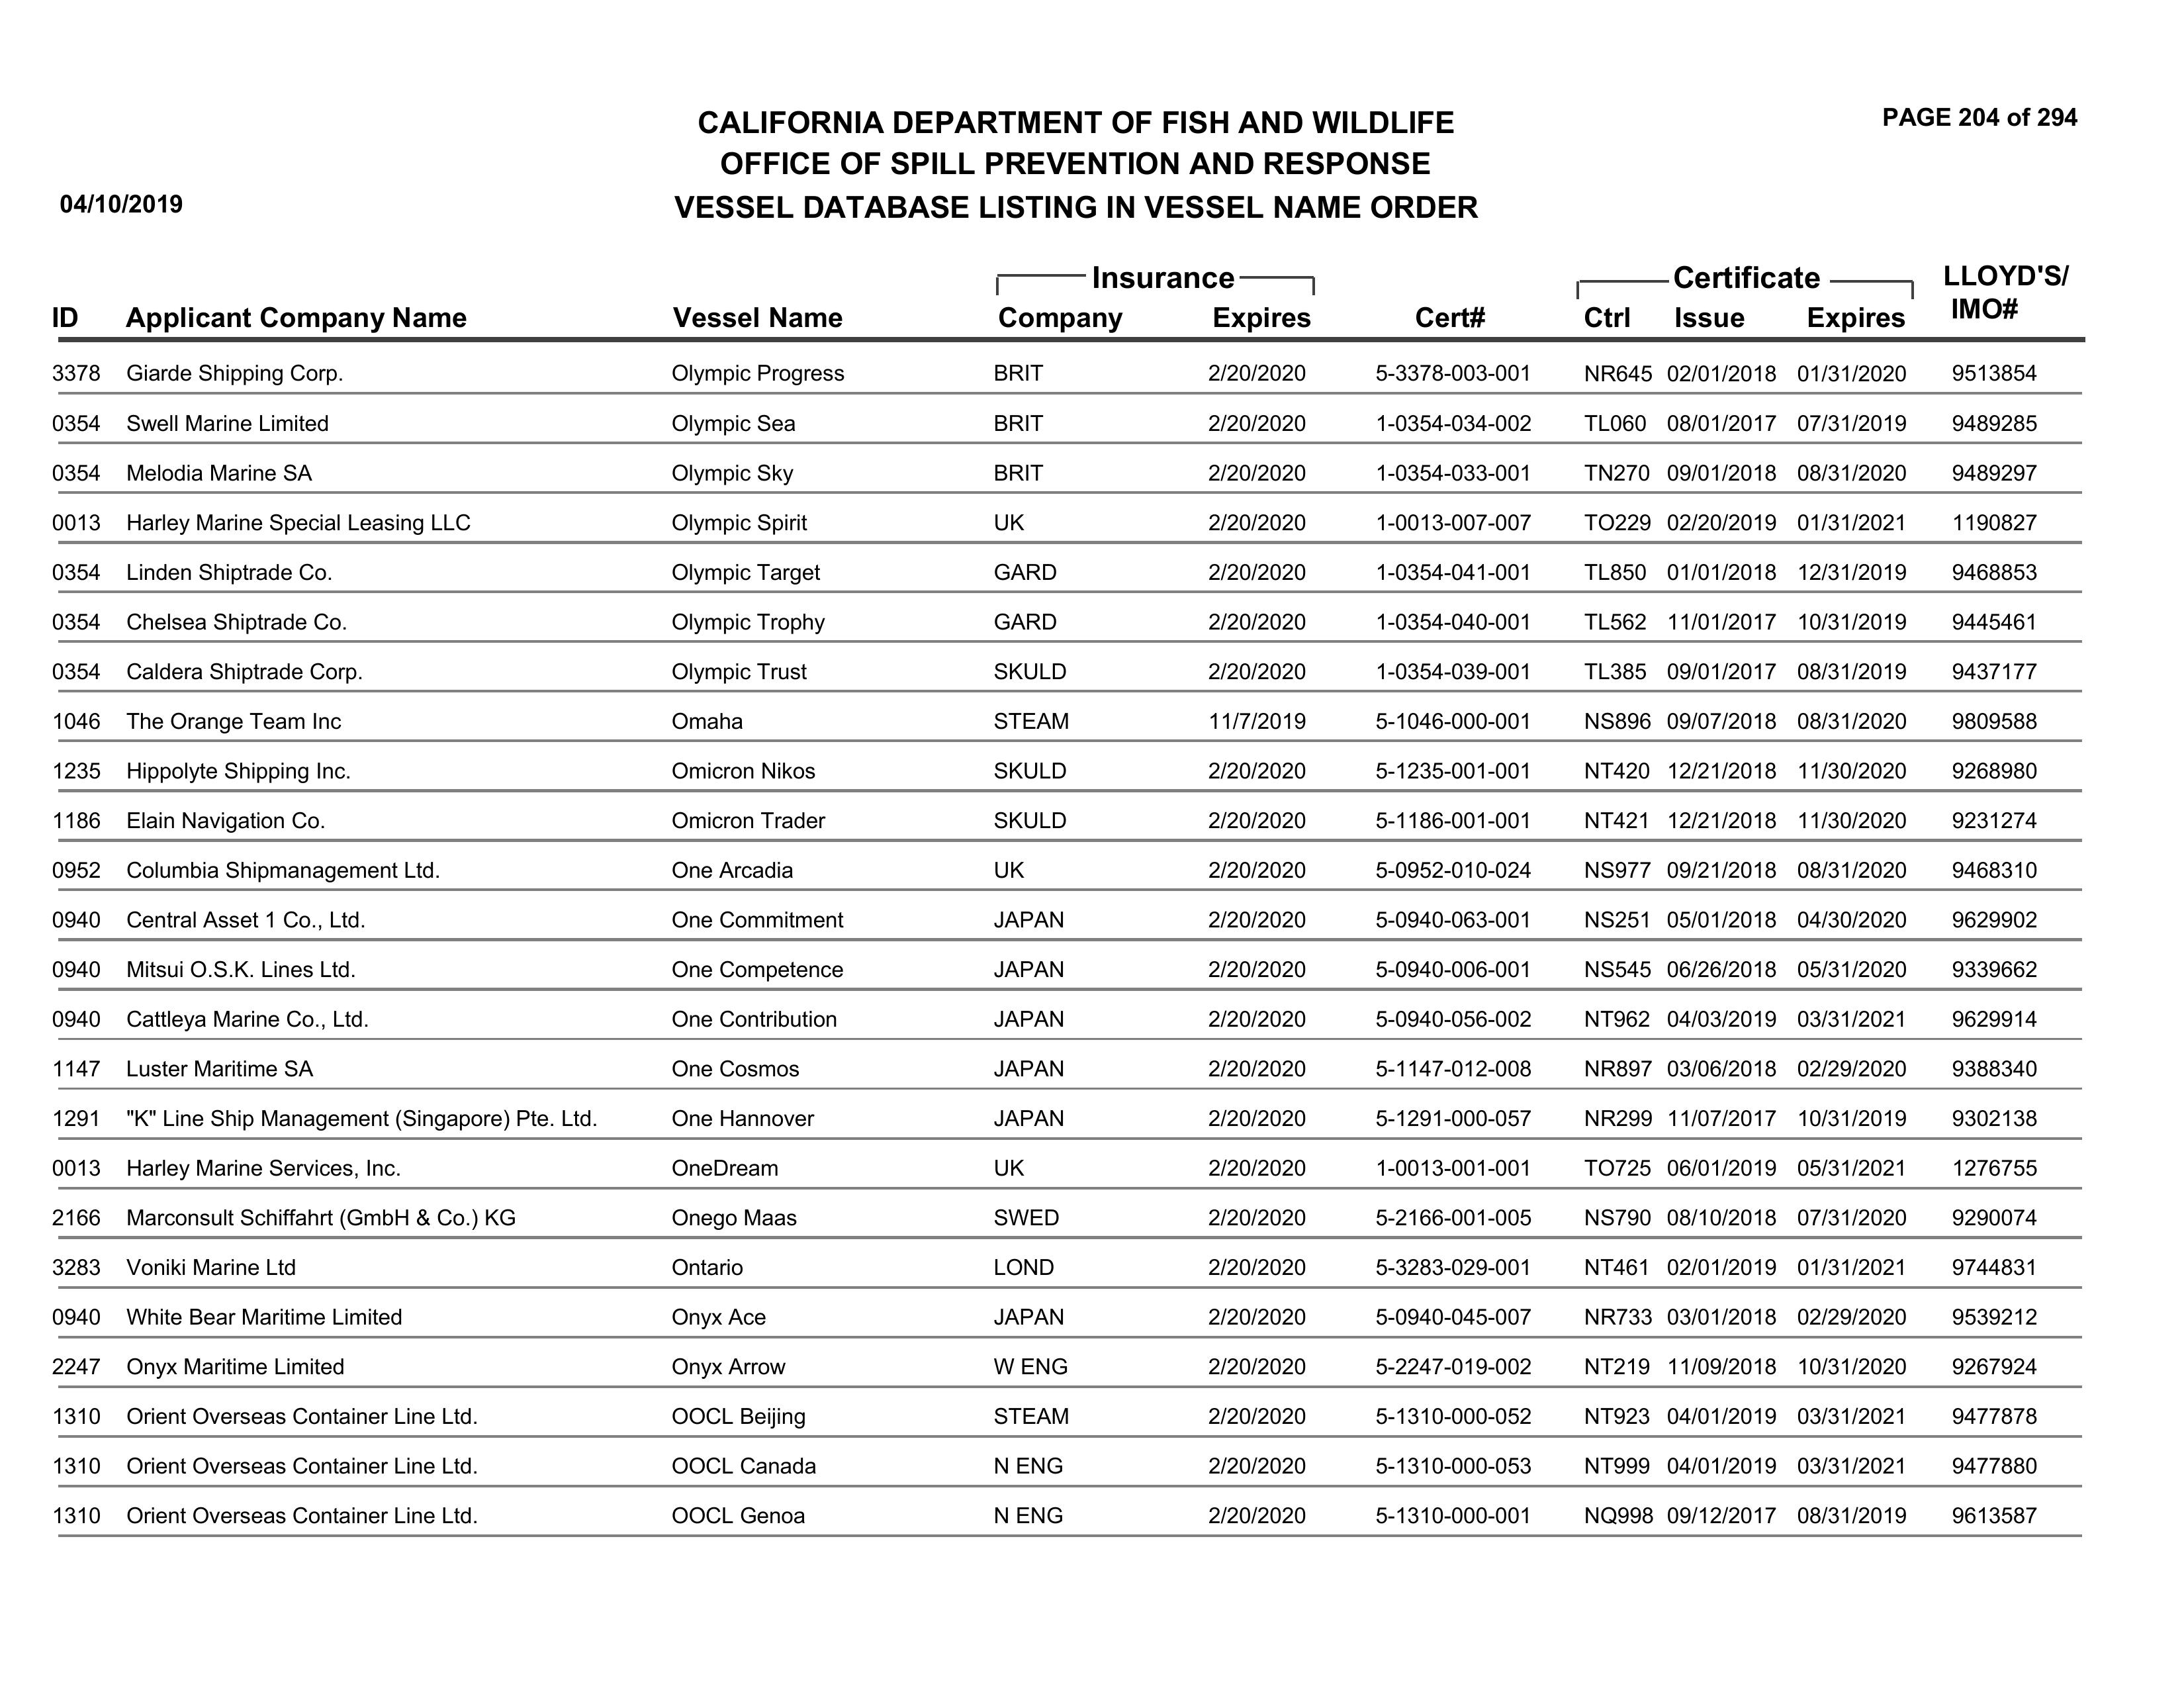 PAGE 204 of 294
CALIFORNIA DEPARTMENT OF FISH AND WILDLIFE
OFFICE OF SPILL PREVENTION AND RESPONSE
04/10/2019 VESSEL DATABASE LISTING IN VESSEL NAME ORDER
Insurance Certificate LLOYD'S/
ID Applicant Company Name Vessel Name Company Expires Cert# Ctrl Issue Expires IMO#
3378 Giarde Shipping Corp. Olympic Progress BRIT 2/20/2020 5-3378-003-001 NR645 02/01/2018 01/31/2020 9513854
0354 Swell Marine Limited Olympic Sea BRIT 2/20/2020 1-0354-034-002 TL060 08/01/2017 07/31/2019 9489285
0354 Melodia Marine SA Olympic Sky BRIT 2/20/2020 1-0354-033-001 TN270 09/01/2018 08/31/2020 9489297
0013 Harley Marine Special Leasing LLC Olympic Spirit UK 2/20/2020 1-0013-007-007 TO229 02/20/2019 01/31/2021 1190827
0354 Linden Shiptrade Co. Olympic Target GARD 2/20/2020 1-0354-041-001 TL850 01/01/2018 12/31/2019 9468853
0354 Chelsea Shiptrade Co. Olympic Trophy GARD 2/20/2020 1-0354-040-001 TL562 11/01/2017 10/31/2019 9445461
0354 Caldera Shiptrade Corp. Olympic Trust SKULD 2/20/2020 1-0354-039-001 TL385 09/01/2017 08/31/2019 9437177
1046 The Orange Team Inc Omaha STEAM 11/7/2019 5-1046-000-001 NS896 09/07/2018 08/31/2020 9809588
1235 Hippolyte Shipping Inc. Omicron Nikos SKULD 2/20/2020 5-1235-001-001 NT420 12/21/2018 11/30/2020 9268980
1186 Elain Navigation Co. Omicron Trader SKULD 2/20/2020 5-1186-001-001 NT421 12/21/2018 11/30/2020 9231274
0952 Columbia Shipmanagement Ltd. One Arcadia UK 2/20/2020 5-0952-010-024 NS977 09/21/2018 08/31/2020 9468310
0940 Central Asset 1 Co., Ltd. One Commitment JAPAN 2/20/2020 5-0940-063-001 NS251 05/01/2018 04/30/2020 9629902
0940 Mitsui O.S.K. Lines Ltd. One Competence JAPAN 2/20/2020 5-0940-006-001 NS545 06/26/2018 05/31/2020 9339662
0940 Cattleya Marine Co., Ltd. One Contribution JAPAN 2/20/2020 5-0940-056-002 NT962 04/03/2019 03/31/2021 9629914
1147 Luster Maritime SA One Cosmos JAPAN 2/20/2020 5-1147-012-008 NR897 03/06/2018 02/29/2020 9388340
1291 "K" Line Ship Management (Singapore) Pte. Ltd. One Hannover JAPAN 2/20/2020 5-1291-000-057 NR299 11/07/2017 10/31/2019 9302138
0013 Harley Marine Services, Inc. OneDream UK 2/20/2020 1-0013-001-001 TO725 06/01/2019 05/31/2021 1276755
2166 Marconsult Schiffahrt (GmbH & Co.) KG Onego Maas SWED 2/20/2020 5-2166-001-005 NS790 08/10/2018 07/31/2020 9290074
3283 Voniki Marine Ltd Ontario LOND 2/20/2020 5-3283-029-001 NT461 02/01/2019 01/31/2021 9744831
0940 White Bear Maritime Limited Onyx Ace JAPAN 2/20/2020 5-0940-045-007 NR733 03/01/2018 02/29/2020 9539212
2247 Onyx Maritime Limited Onyx Arrow W ENG 2/20/2020 5-2247-019-002 NT219 11/09/2018 10/31/2020 9267924
1310 Orient Overseas Container Line Ltd. OOCL Beijing STEAM 2/20/2020 5-1310-000-052 NT923 04/01/2019 03/31/2021 9477878
1310 Orient Overseas Container Line Ltd. OOCL Canada N ENG 2/20/2020 5-1310-000-053 NT999 04/01/2019 03/31/2021 9477880
1310 Orient Overseas Container Line Ltd. OOCL Genoa N ENG 2/20/2020 5-1310-000-001 NQ998 09/12/2017 08/31/2019 9613587